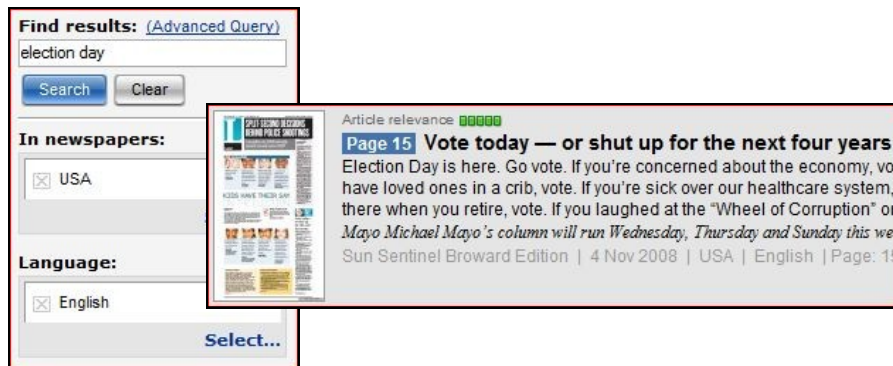 Find results: (Advanced Query)
election day
Search Clear
In newspapers:
USA
Language:
English
Select...
Article relevance
Page 15 Vote today — or shut up for the next four years
Election Day is here. Go vote. If you're concerned about the economy, vo
have loved ones in a crib, vote. If you're sick over our healthcare system,
there when you retire, vote. If you laughed at the “Wheel of Corruption” or
Mayo Michael Mayo's column will run Wednesday, Thursday and Sunday this we
Sun Sentinel Broward Edition | 4 Nov 2008 | USA | English | Page: 15
SPLIT SECOND DECISIONS
BEHIND POLICE SHOOTINGS
KIDS HAVE THEIR SAY